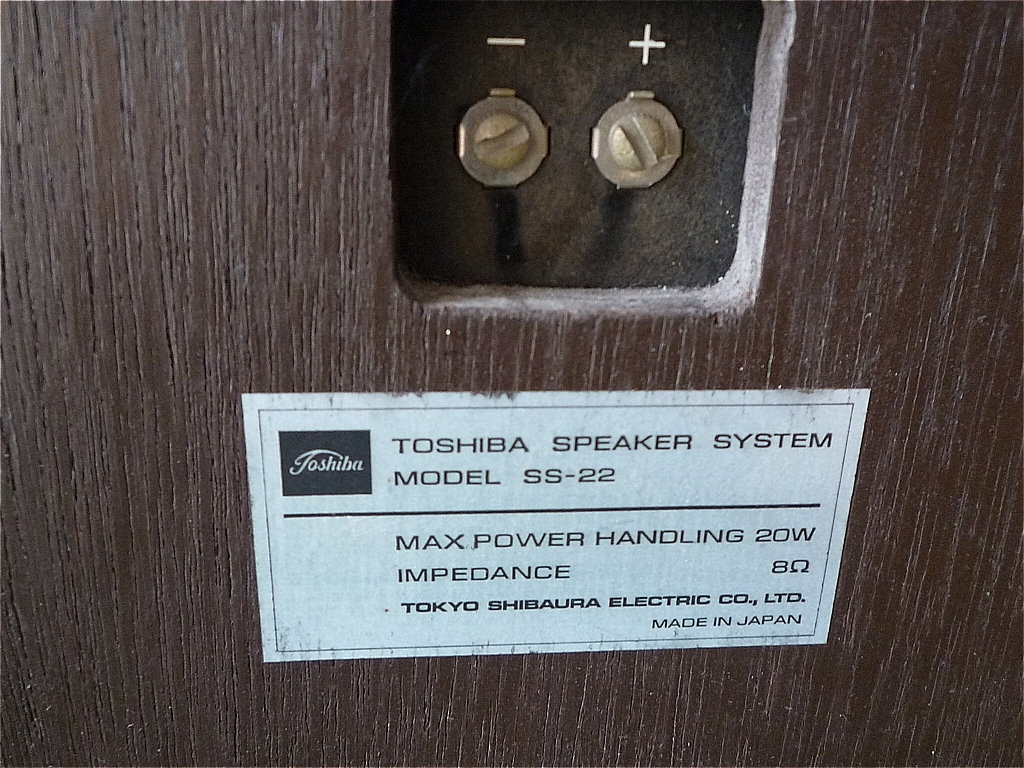 − +
Toshiba
TOSHIBA SPEAKER SYSTEM
MODEL SS-22
MAX. POWER HANDLING 20W
IMPEDANCE 8Ω
TOKYO SHIBAURA ELECTRIC CO., LTD.
MADE IN JAPAN